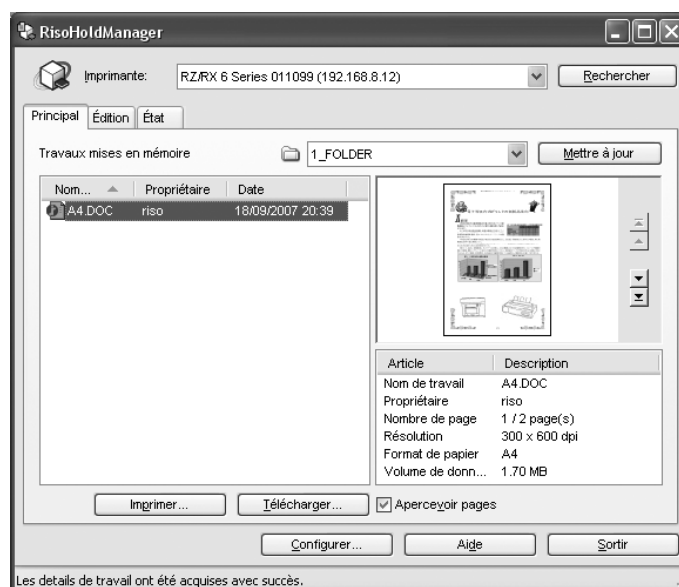 RisoHoldManager
Imprimante: RZ/RX 6 Series 011099 (192.168.8.12) Rechercher
Principal Édition État
Travaux mises en mémoire 1_FOLDER Mettre à jour
Nom... Propriétaire Date
A4.DOC riso 18/09/2007 20:39
Article Description
Nom de travail A4.DOC
Propriétaire riso
Nombre de page 1 / 2 page(s)
Résolution 300 x 600 dpi
Format de papier A4
Volume de donn... 1.70 MB
Imprimer... Télécharger... Apercevoir pages
Configurer... Aide Sortir
Les details de travail ont été acquises avec succès.